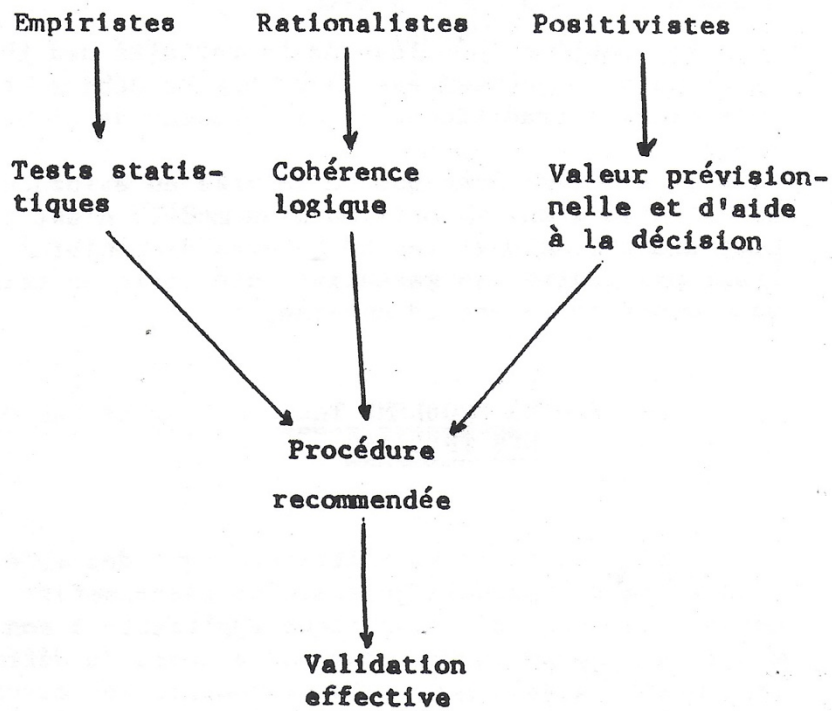 Empiristes Rationalistes Positivistes
Tests statis-
tiques
Cohérence
logique
Valeur prévision-
nelle et d'aide
à la décision
Procédure
recommendée
Validation
effective